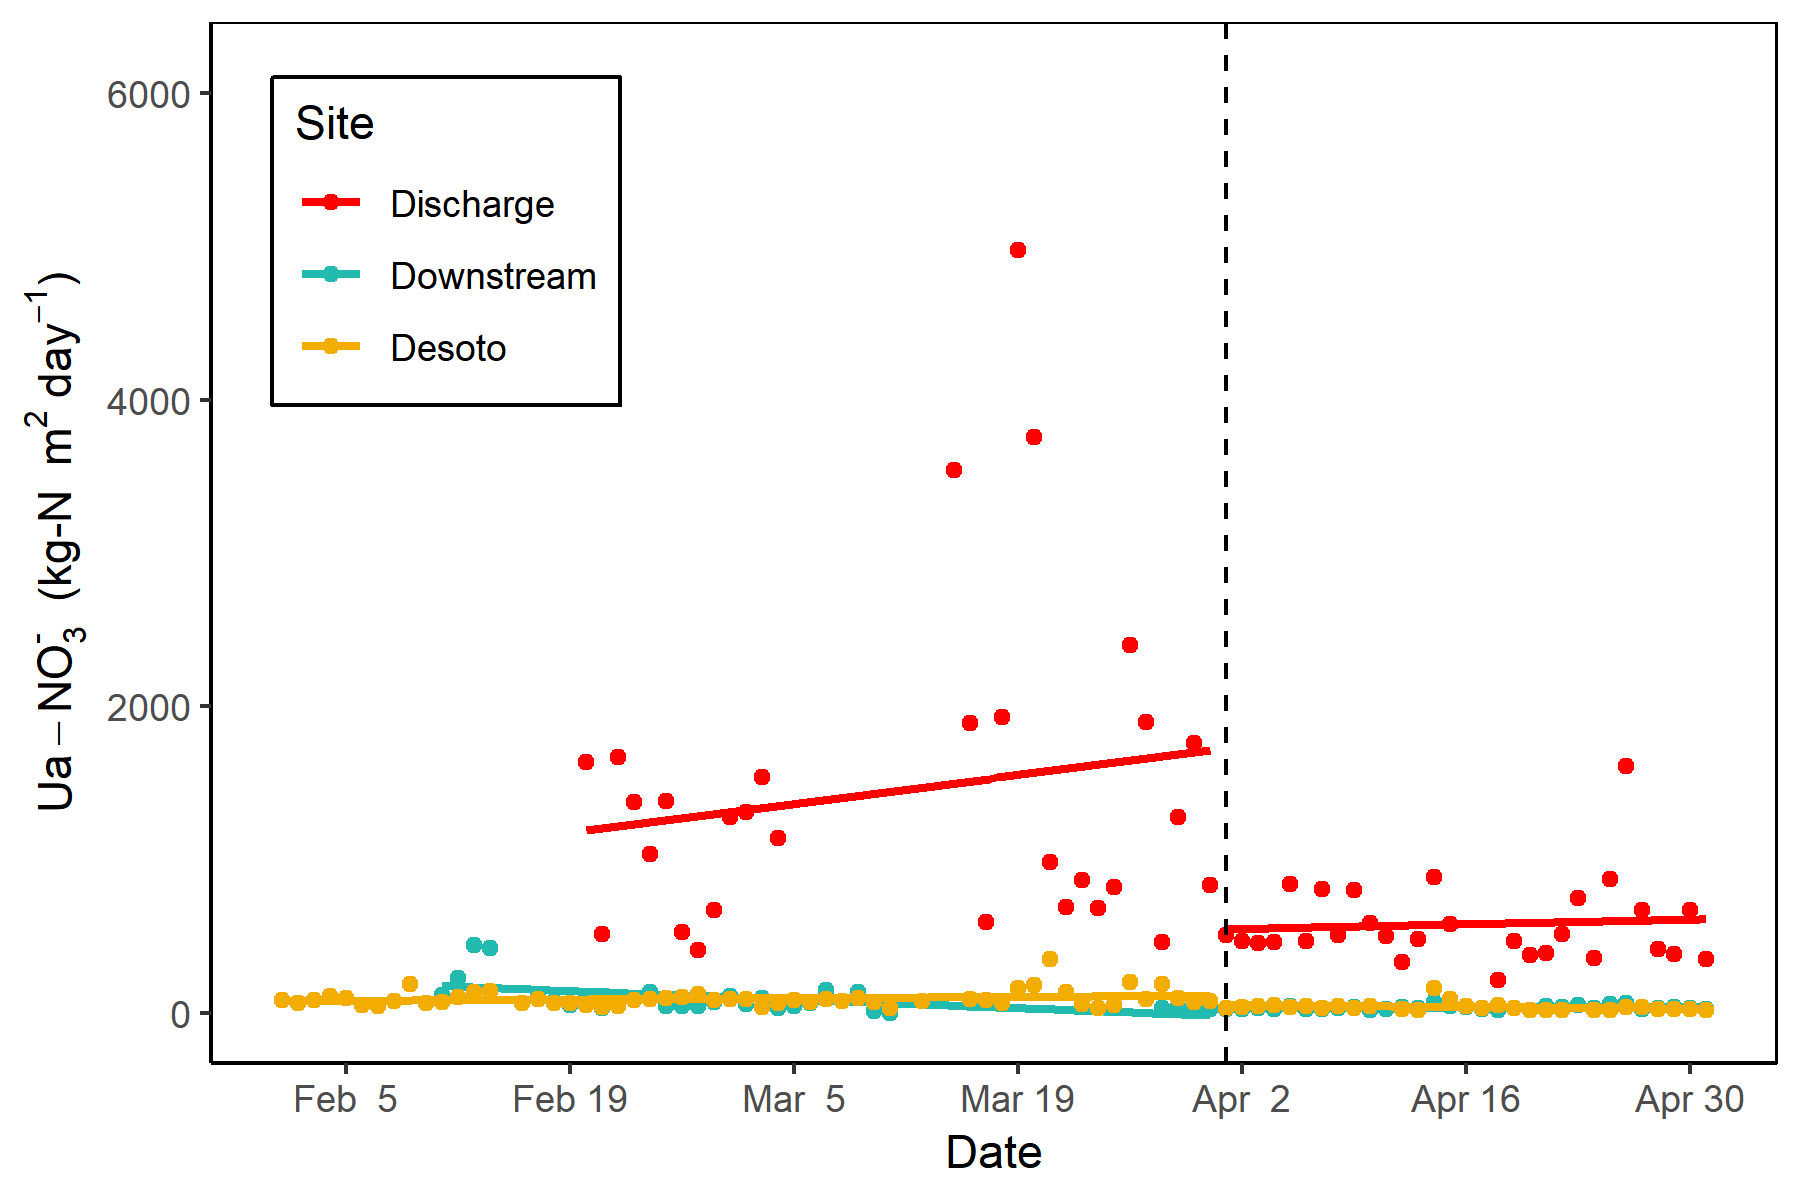 6000
4000
2000
0
Ua − NO₃⁻ (kg-N m² day⁻¹)
Site
Discharge
Downstream
Desoto
Feb 5 Feb 19 Mar 5 Mar 19 Apr 2 Apr 16 Apr 30
Date